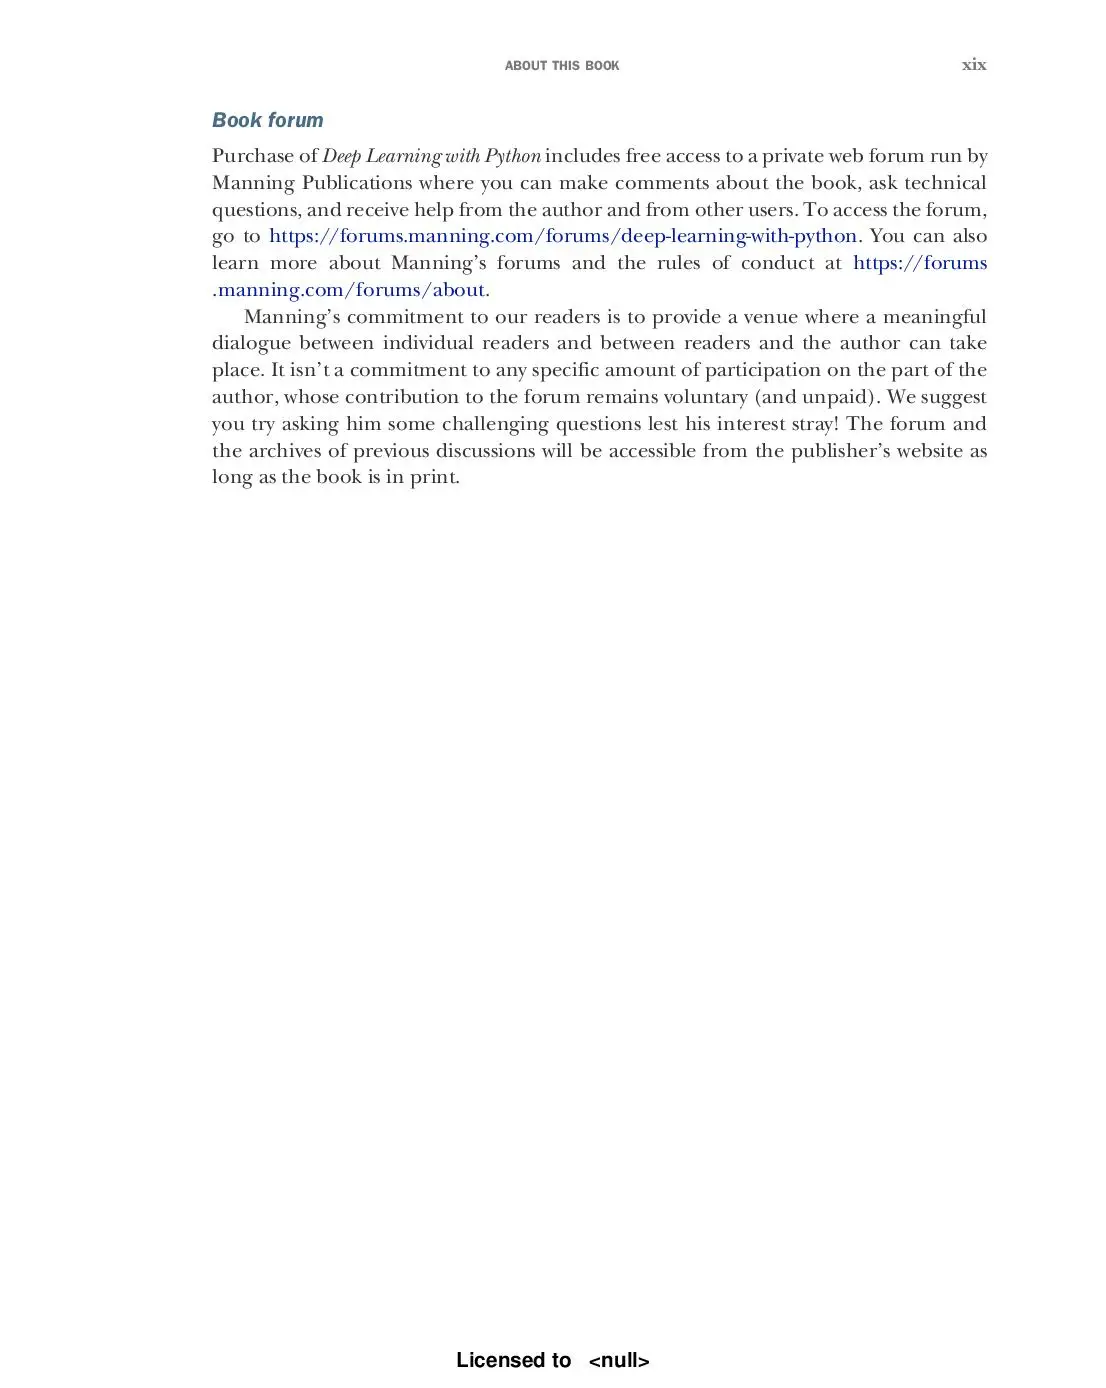 ABOUT THIS BOOK xix
Book forum
Purchase of Deep Learning with Python includes free access to a private web forum run by
Manning Publications where you can make comments about the book, ask technical
questions, and receive help from the author and from other users. To access the forum,
go to https://forums.manning.com/forums/deep-learning-with-python. You can also
learn more about Manning’s forums and the rules of conduct at https://forums
.manning.com/forums/about.
Manning’s commitment to our readers is to provide a venue where a meaningful
dialogue between individual readers and between readers and the author can take
place. It isn’t a commitment to any specific amount of participation on the part of the
author, whose contribution to the forum remains voluntary (and unpaid). We suggest
you try asking him some challenging questions lest his interest stray! The forum and
the archives of previous discussions will be accessible from the publisher’s website as
long as the book is in print.
Licensed to <null>